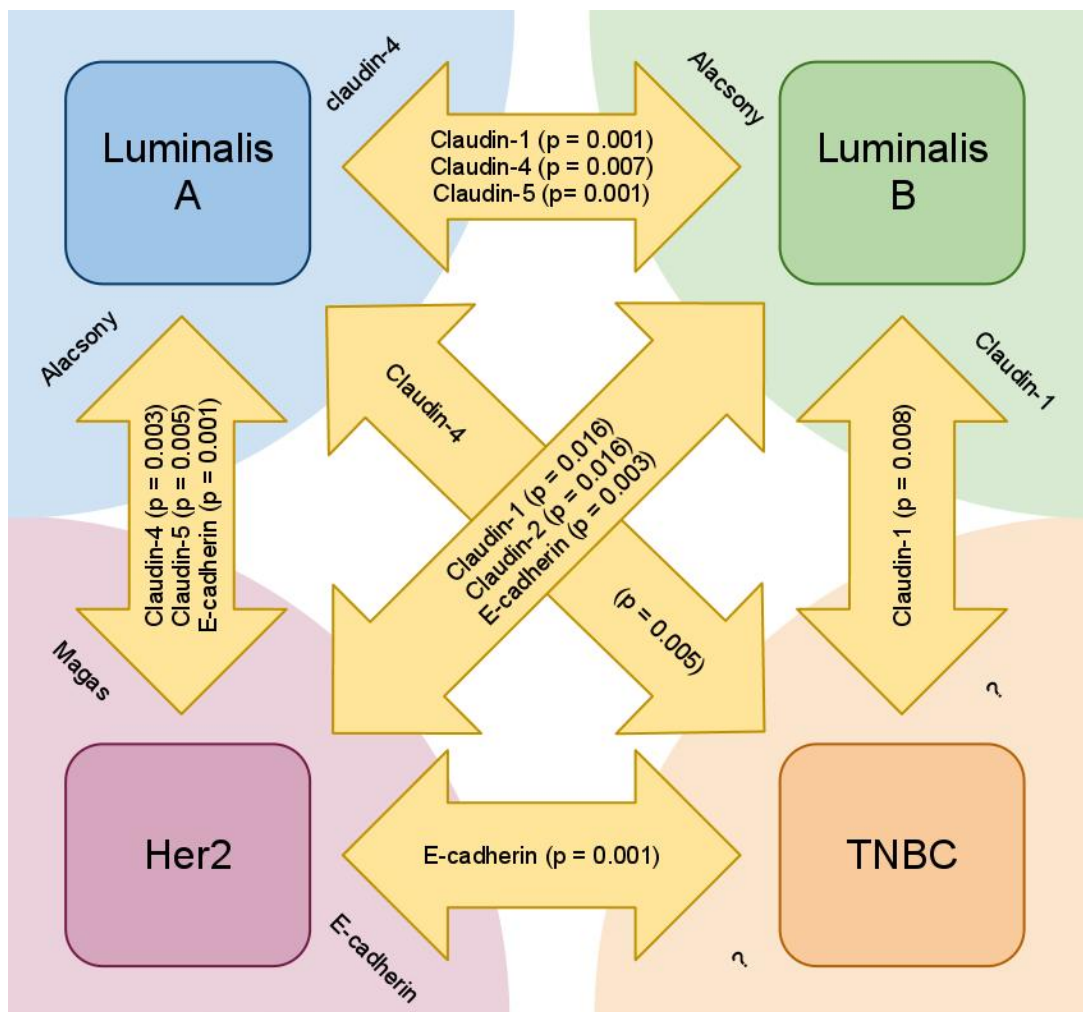 Luminalis
A
claudin-4
Alacsony
Claudin-1 (p = 0.001)
Claudin-4 (p = 0.007)
Claudin-5 (p= 0.001)
Alacsony
Claudin-1
Luminalis
B
Claudin-4 (p = 0.003)
Claudin-5 (p = 0.005)
E-cadherin (p = 0.001)
Claudin-4
(p = 0.005)
Claudin-1 (p = 0.016)
Claudin-2 (p = 0.016)
E-cadherin (p = 0.003)
Claudin-1 (p = 0.008)
Magas
E-cadherin
Her2
E-cadherin (p = 0.001)
?
?
TNBC